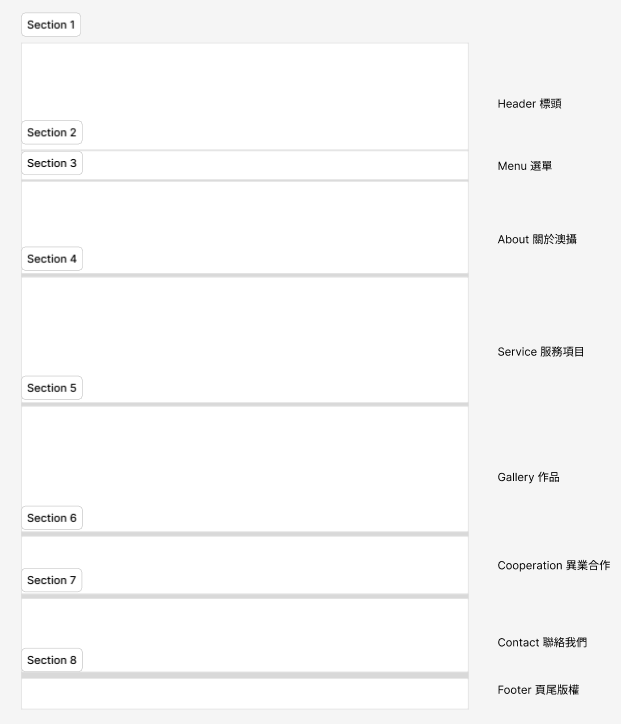 Section 1
Header 標頭
Section 2
Section 3
Menu 選單
About 關於澳攝
Section 4
Service 服務項目
Section 5
Gallery 作品
Section 6
Cooperation 異業合作
Section 7
Contact 聯絡我們
Section 8
Footer 頁尾版權